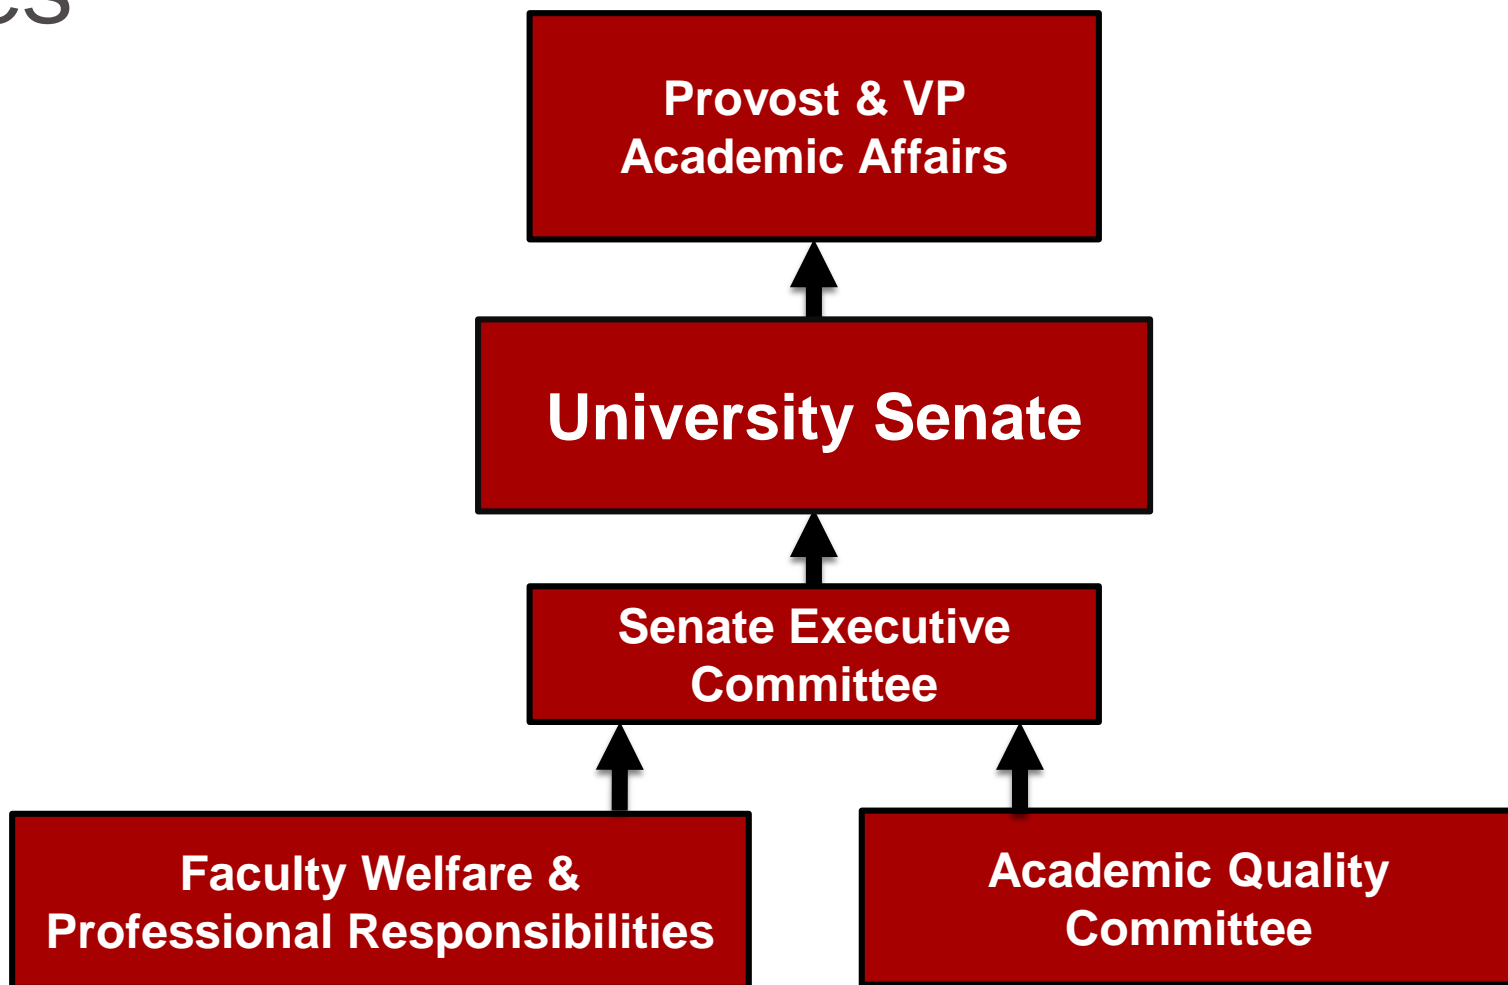 Provost & VP
Academic Affairs
University Senate
Senate Executive
Committee
Faculty Welfare &
Professional Responsibilities
Academic Quality
Committee